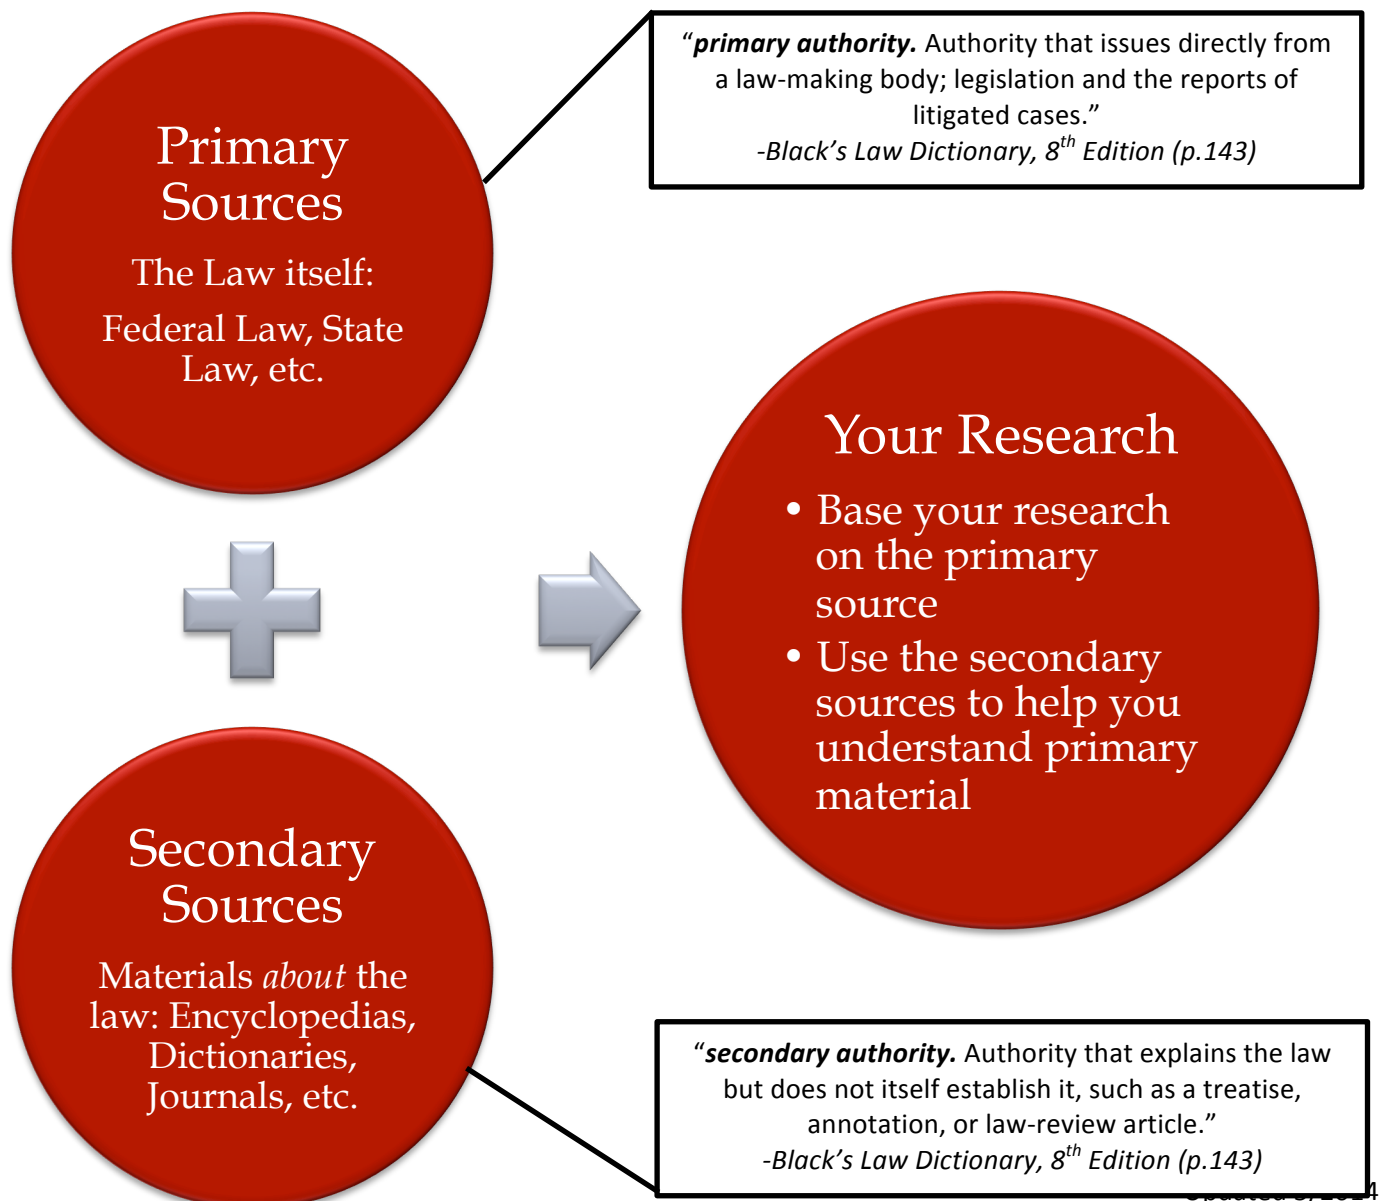 “primary authority. Authority that issues directly from
a law-making body; legislation and the reports of
litigated cases.”
-Black’s Law Dictionary, 8th Edition (p.143)
Primary
Sources
The Law itself:
Federal Law, State
Law, etc.
Your Research
• Base your research
on the primary
source
• Use the secondary
sources to help you
understand primary
material
Secondary
Sources
Materials about the
law: Encyclopedias,
Dictionaries,
Journals, etc.
“secondary authority. Authority that explains the law
but does not itself establish it, such as a treatise,
annotation, or law-review article.”
-Black’s Law Dictionary, 8th Edition (p.143)